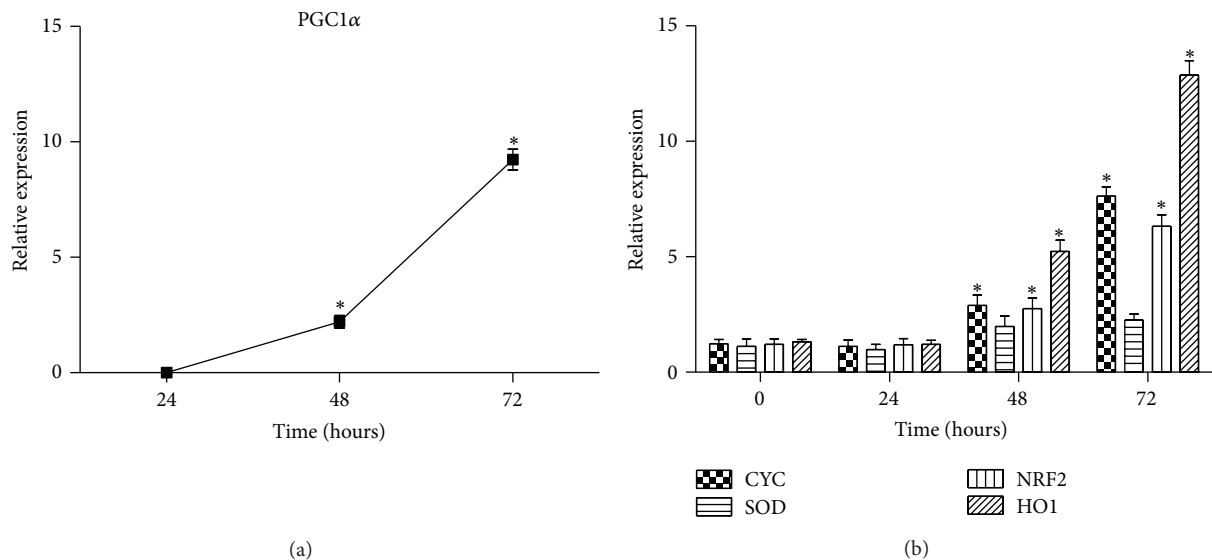 PGC1α
15
10
5
0
Relative expression
*
*
24
48
72
Time (hours)
(a)
15
10
5
0
Relative expression
*
*
*
*
*
*
0
24
48
72
Time (hours)
CYC
NRF2
SOD
HO1
(b)